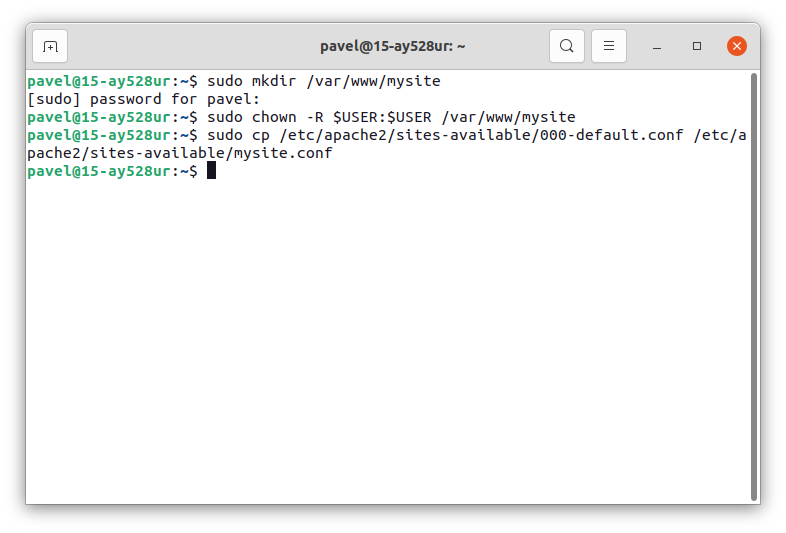 pavel@15-ay528ur: ~
pavel@15-ay528ur:~$ sudo mkdir /var/www/mysite
[sudo] password for pavel:
pavel@15-ay528ur:~$ sudo chown -R $USER:$USER /var/www/mysite
pavel@15-ay528ur:~$ sudo cp /etc/apache2/sites-available/000-default.conf /etc/a
pache2/sites-available/mysite.conf
pavel@15-ay528ur:~$